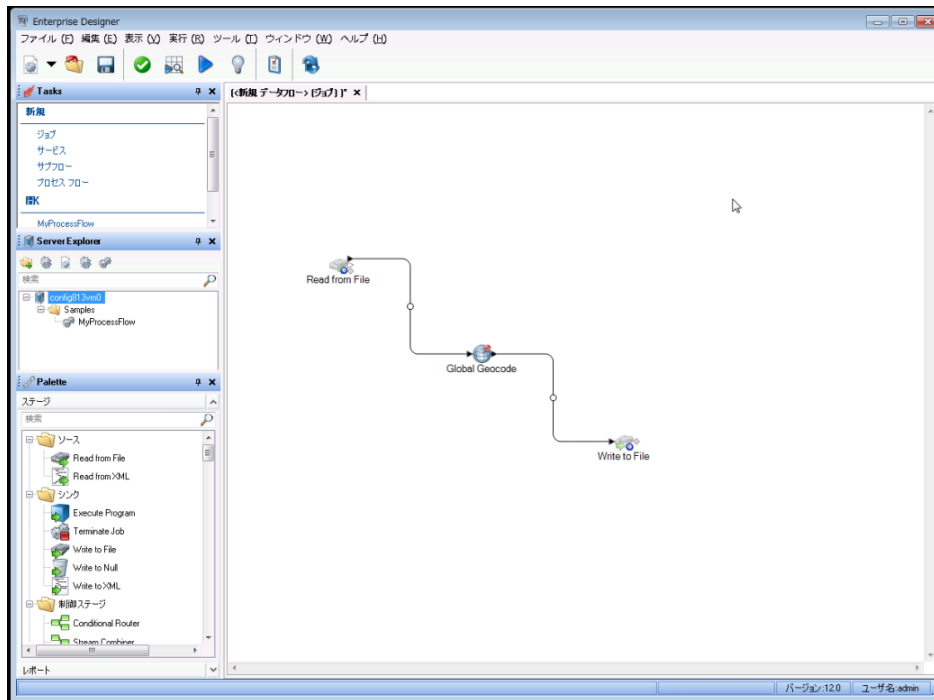 Enterprise Designer
ファイル (F) 編集 (E) 表示 (V) 実行 (R) ツール (T) ウィンドウ (W) ヘルプ (H)
Tasks
新規
ジョブ
サービス
サブフロー
プロセス フロー
開K
MyProcessFlow
Server Explorer
検索
config813vm0
Samples
MyProcessFlow
Palette
ステージ
検索
ソース
Read from File
Read from XML
シンク
Execute Program
Terminate Job
Write to File
Write to Null
Write to XML
制御ステージ
Conditional Router
Stream Combiner
レポート
(<新規 データフロー> (ジョブ) )* ×
Read from File
Global Geocode
Write to File
バージョン:12.0 ユーザ名:admin